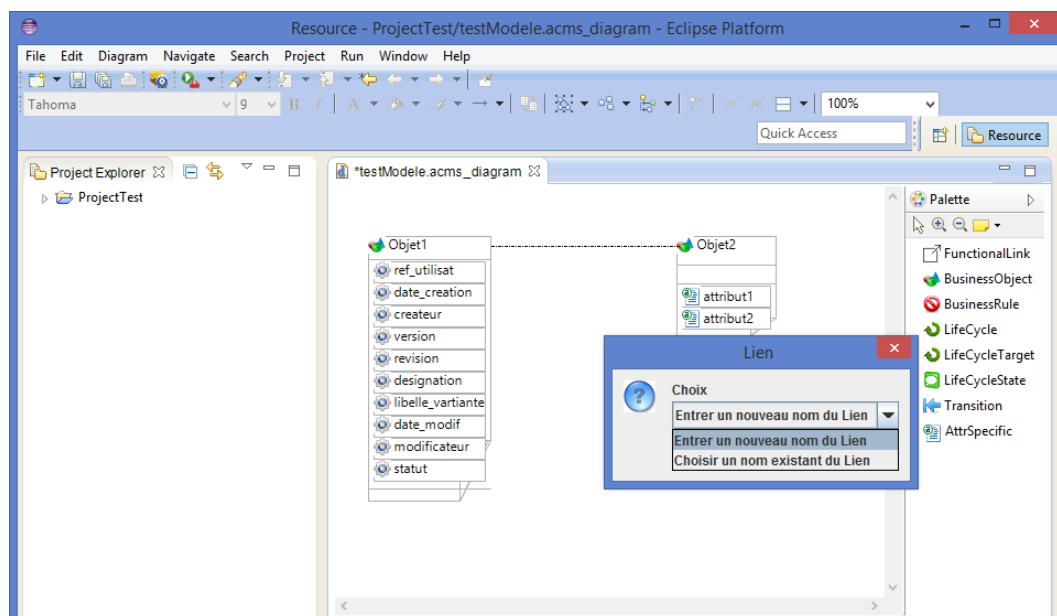 Resource - ProjectTest/testModele.acms_diagram - Eclipse Platform
File Edit Diagram Navigate Search Project Run Window Help
Tahoma 9 B I A 100%
Quick Access Resource
Project Explorer
ProjectTest
*testModele.acms_diagram
Objet1
ref_utilisat
date_creation
createur
version
revision
designation
libelle_vartiante
date_modif
modificateur
statut
Objet2
attribut1
attribut2
Lien
Choix
Entrer un nouveau nom du Lien
Entrer un nouveau nom du Lien
Choisir un nom existant du Lien
Palette
FunctionalLink
BusinessObject
BusinessRule
LifeCycle
LifeCycleTarget
LifeCycleState
Transition
AttrSpecific